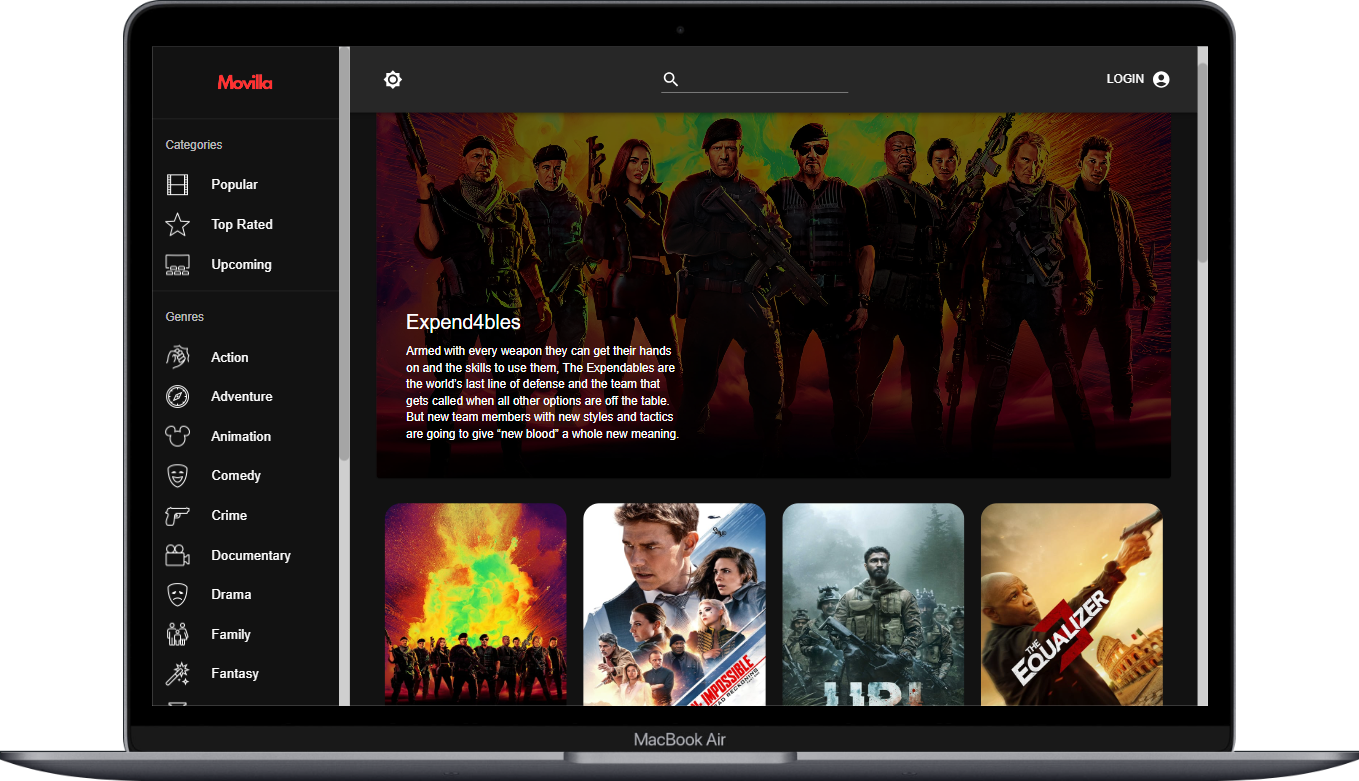 Movilla
LOGIN
Categories
Popular
Top Rated
Upcoming
Genres
Action
Adventure
Animation
Comedy
Crime
Documentary
Drama
Family
Fantasy
Expend4bles
Armed with every weapon they can get their hands
on and the skills to use them, The Expendables are
the world's last line of defense and the team that
gets called when all other options are off the table.
But new team members with new styles and tactics
are going to give “new blood” a whole new meaning.
IMPOSSIBLE
THE
EQUALIZER
MacBook Air